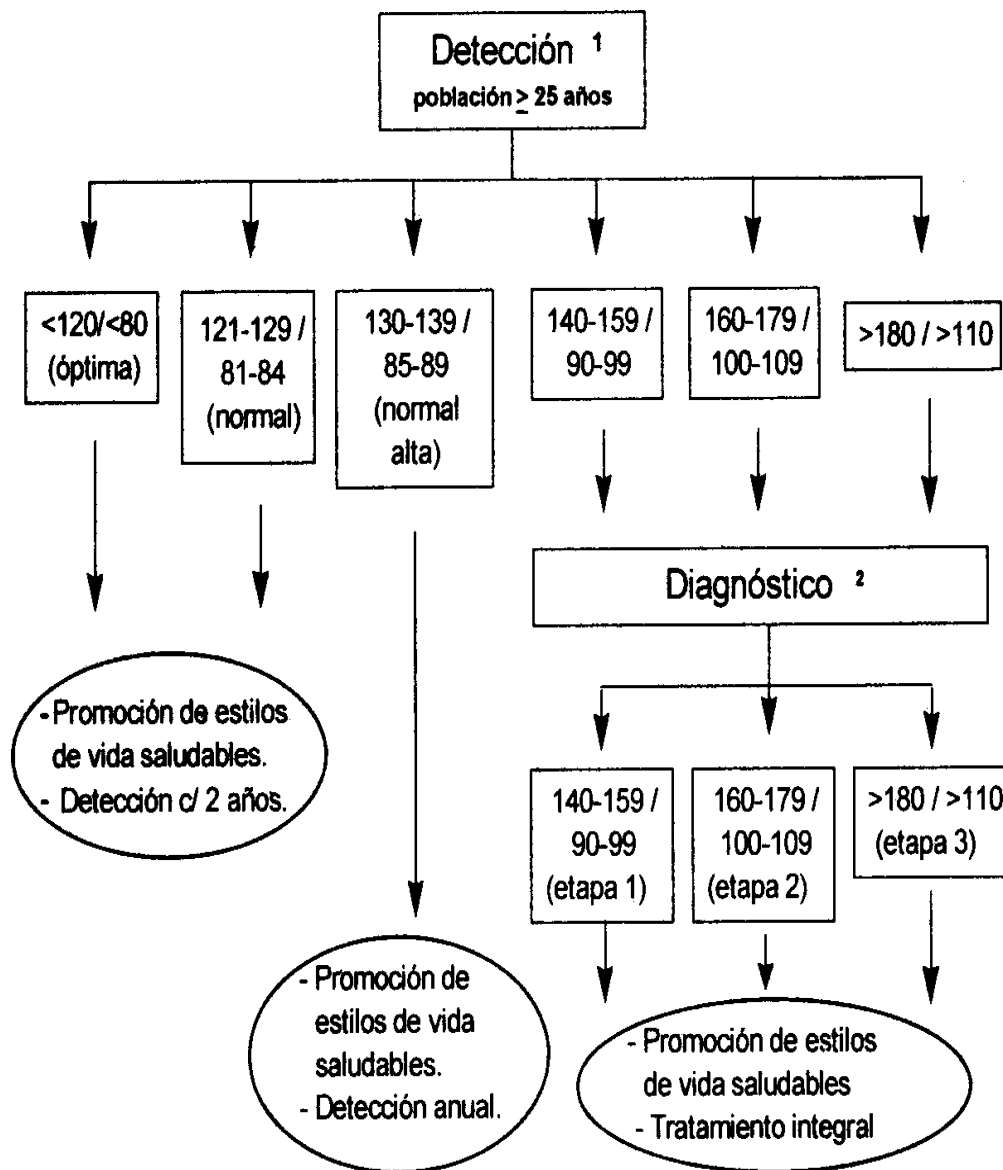 Detección 1
población ≥ 25 años
<120/<80
(óptima)
121-129 /
81-84
(normal)
130-139 /
85-89
(normal
alta)
140-159 /
90-99
160-179 /
100-109
>180 / >110
Diagnóstico 2
- Promoción de estilos
de vida saludables.
- Detección c/ 2 años.
140-159 /
90-99
(etapa 1)
160-179 /
100-109
(etapa 2)
>180 / >110
(etapa 3)
- Promoción de
estilos de vida
saludables.
- Detección anual.
- Promoción de estilos
de vida saludables
- Tratamiento integral